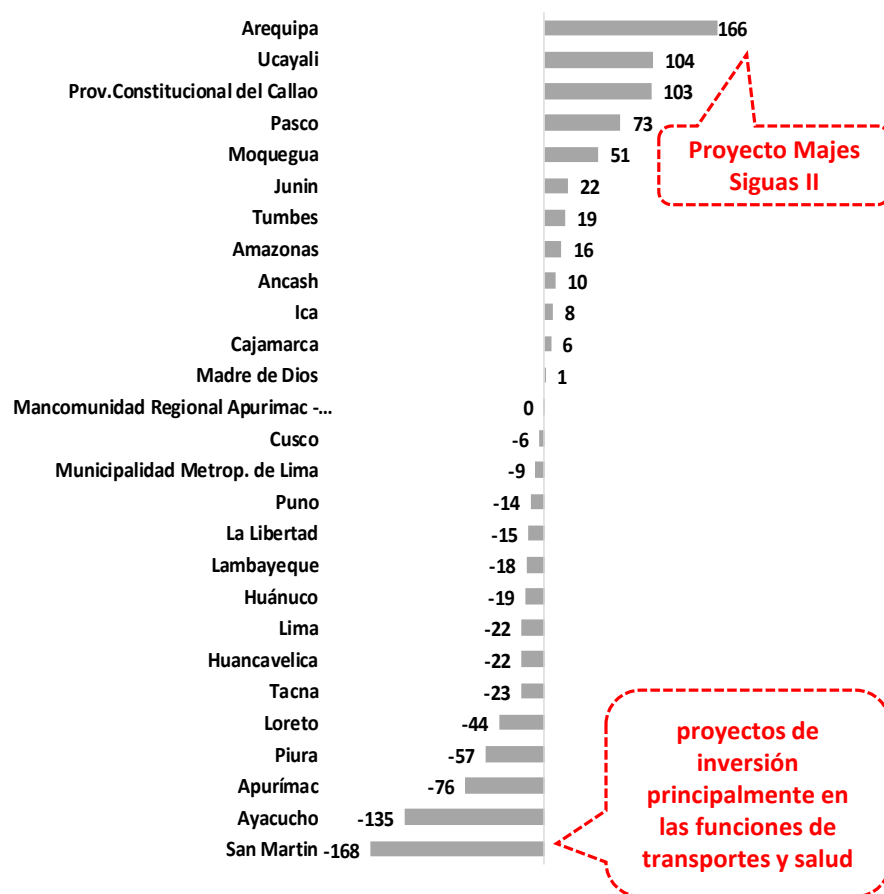 Arequipa 166
Ucayali 104
Prov.Constitucional del Callao 103
Pasco 73
Moquegua 51
Junin 22
Tumbes 19
Amazonas 16
Ancash 10
Ica 8
Cajamarca 6
Madre de Dios 1
Mancomunidad Regional Apurimac -... 0
Cusco -6
Municipalidad Metrop. de Lima -9
Puno -14
La Libertad -15
Lambayeque -18
Huánuco -19
Lima -22
Huancavelica -22
Tacna -23
Loreto -44
Piura -57
Apurímac -76
Ayacucho -135
San Martin -168
Proyecto Majes
Siguas II
proyectos de
inversión
principalmente en
las funciones de
transportes y salud